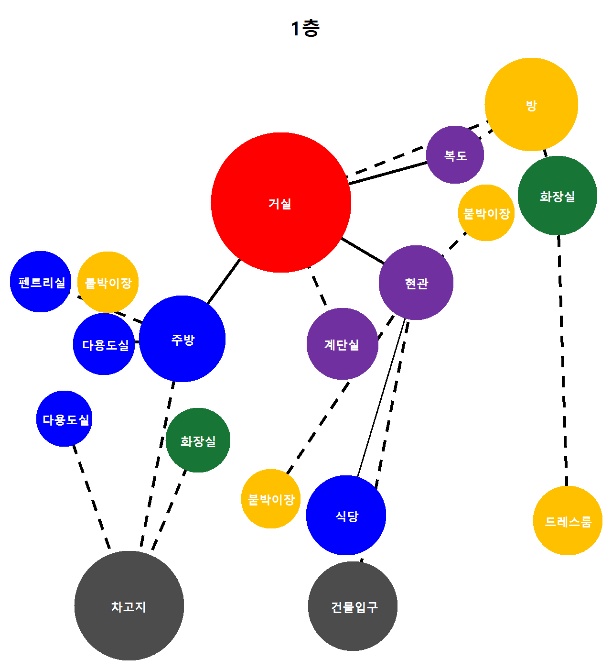 1층
방
복도
화장실
거실
붙박이장
현관
펜트리실
붙박이장
다용도실
주방
계단실
다용도실
화장실
붙박이장
식당
드레스룸
차고지
건물입구